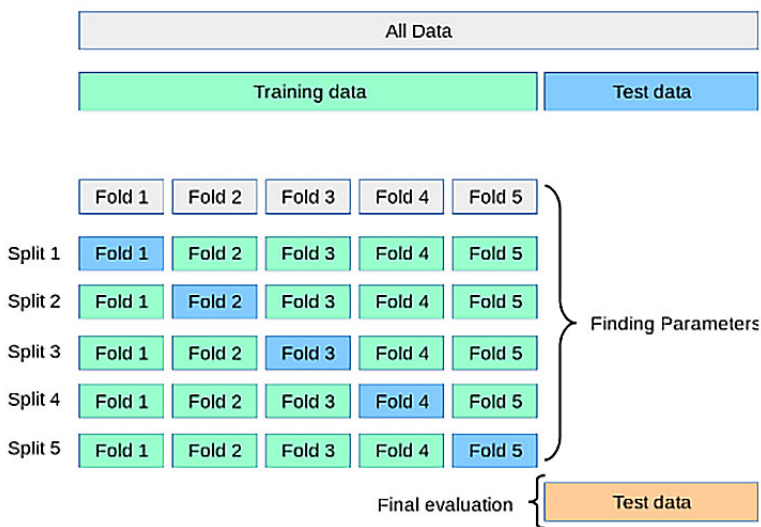 All Data
Training data Test data
Fold 1 Fold 2 Fold 3 Fold 4 Fold 5
Split 1 Fold 1 Fold 2 Fold 3 Fold 4 Fold 5
Split 2 Fold 1 Fold 2 Fold 3 Fold 4 Fold 5
Finding Parameters
Split 3 Fold 1 Fold 2 Fold 3 Fold 4 Fold 5
Split 4 Fold 1 Fold 2 Fold 3 Fold 4 Fold 5
Split 5 Fold 1 Fold 2 Fold 3 Fold 4 Fold 5
Final evaluation Test data